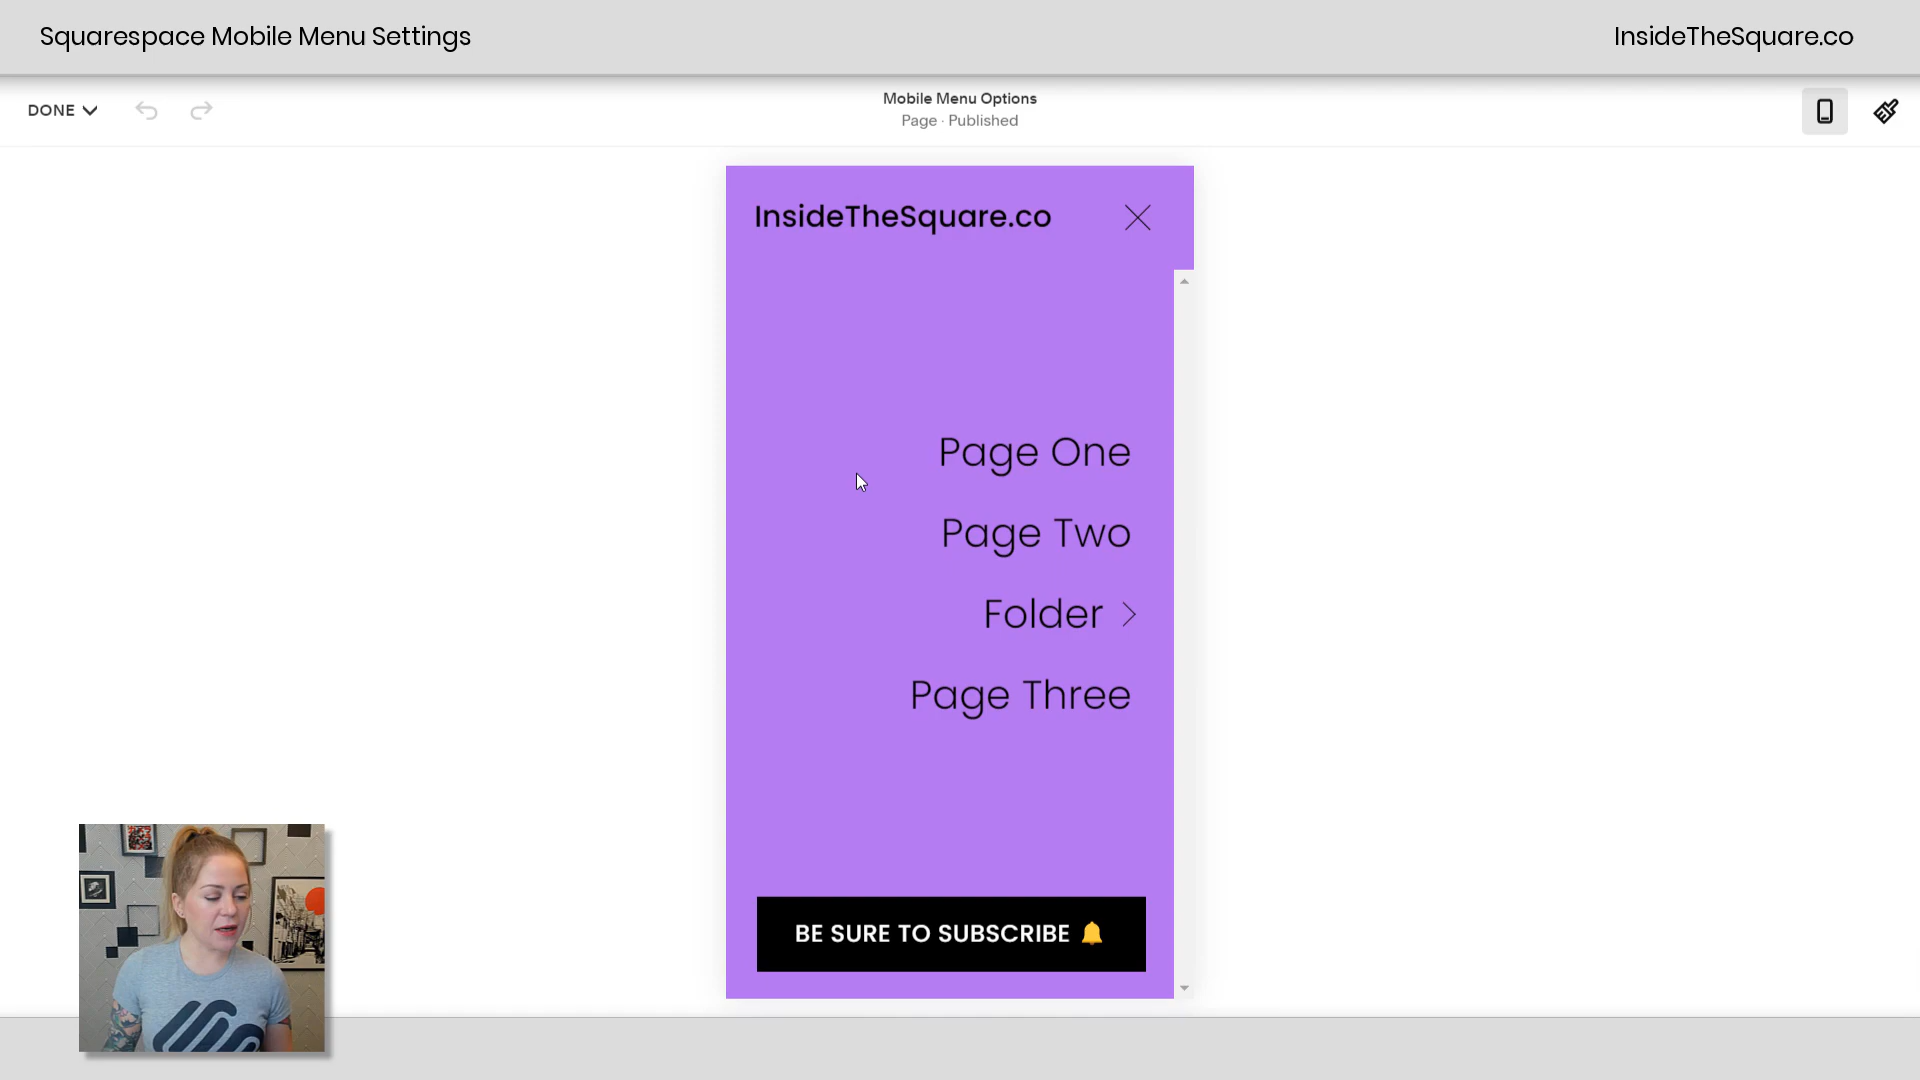 Squarespace Mobile Menu Settings
InsideTheSquare.co
DONE
Mobile Menu Options
Page · Published
InsideTheSquare.co
Page One
Page Two
Folder
Page Three
BE SURE TO SUBSCRIBE 🔔